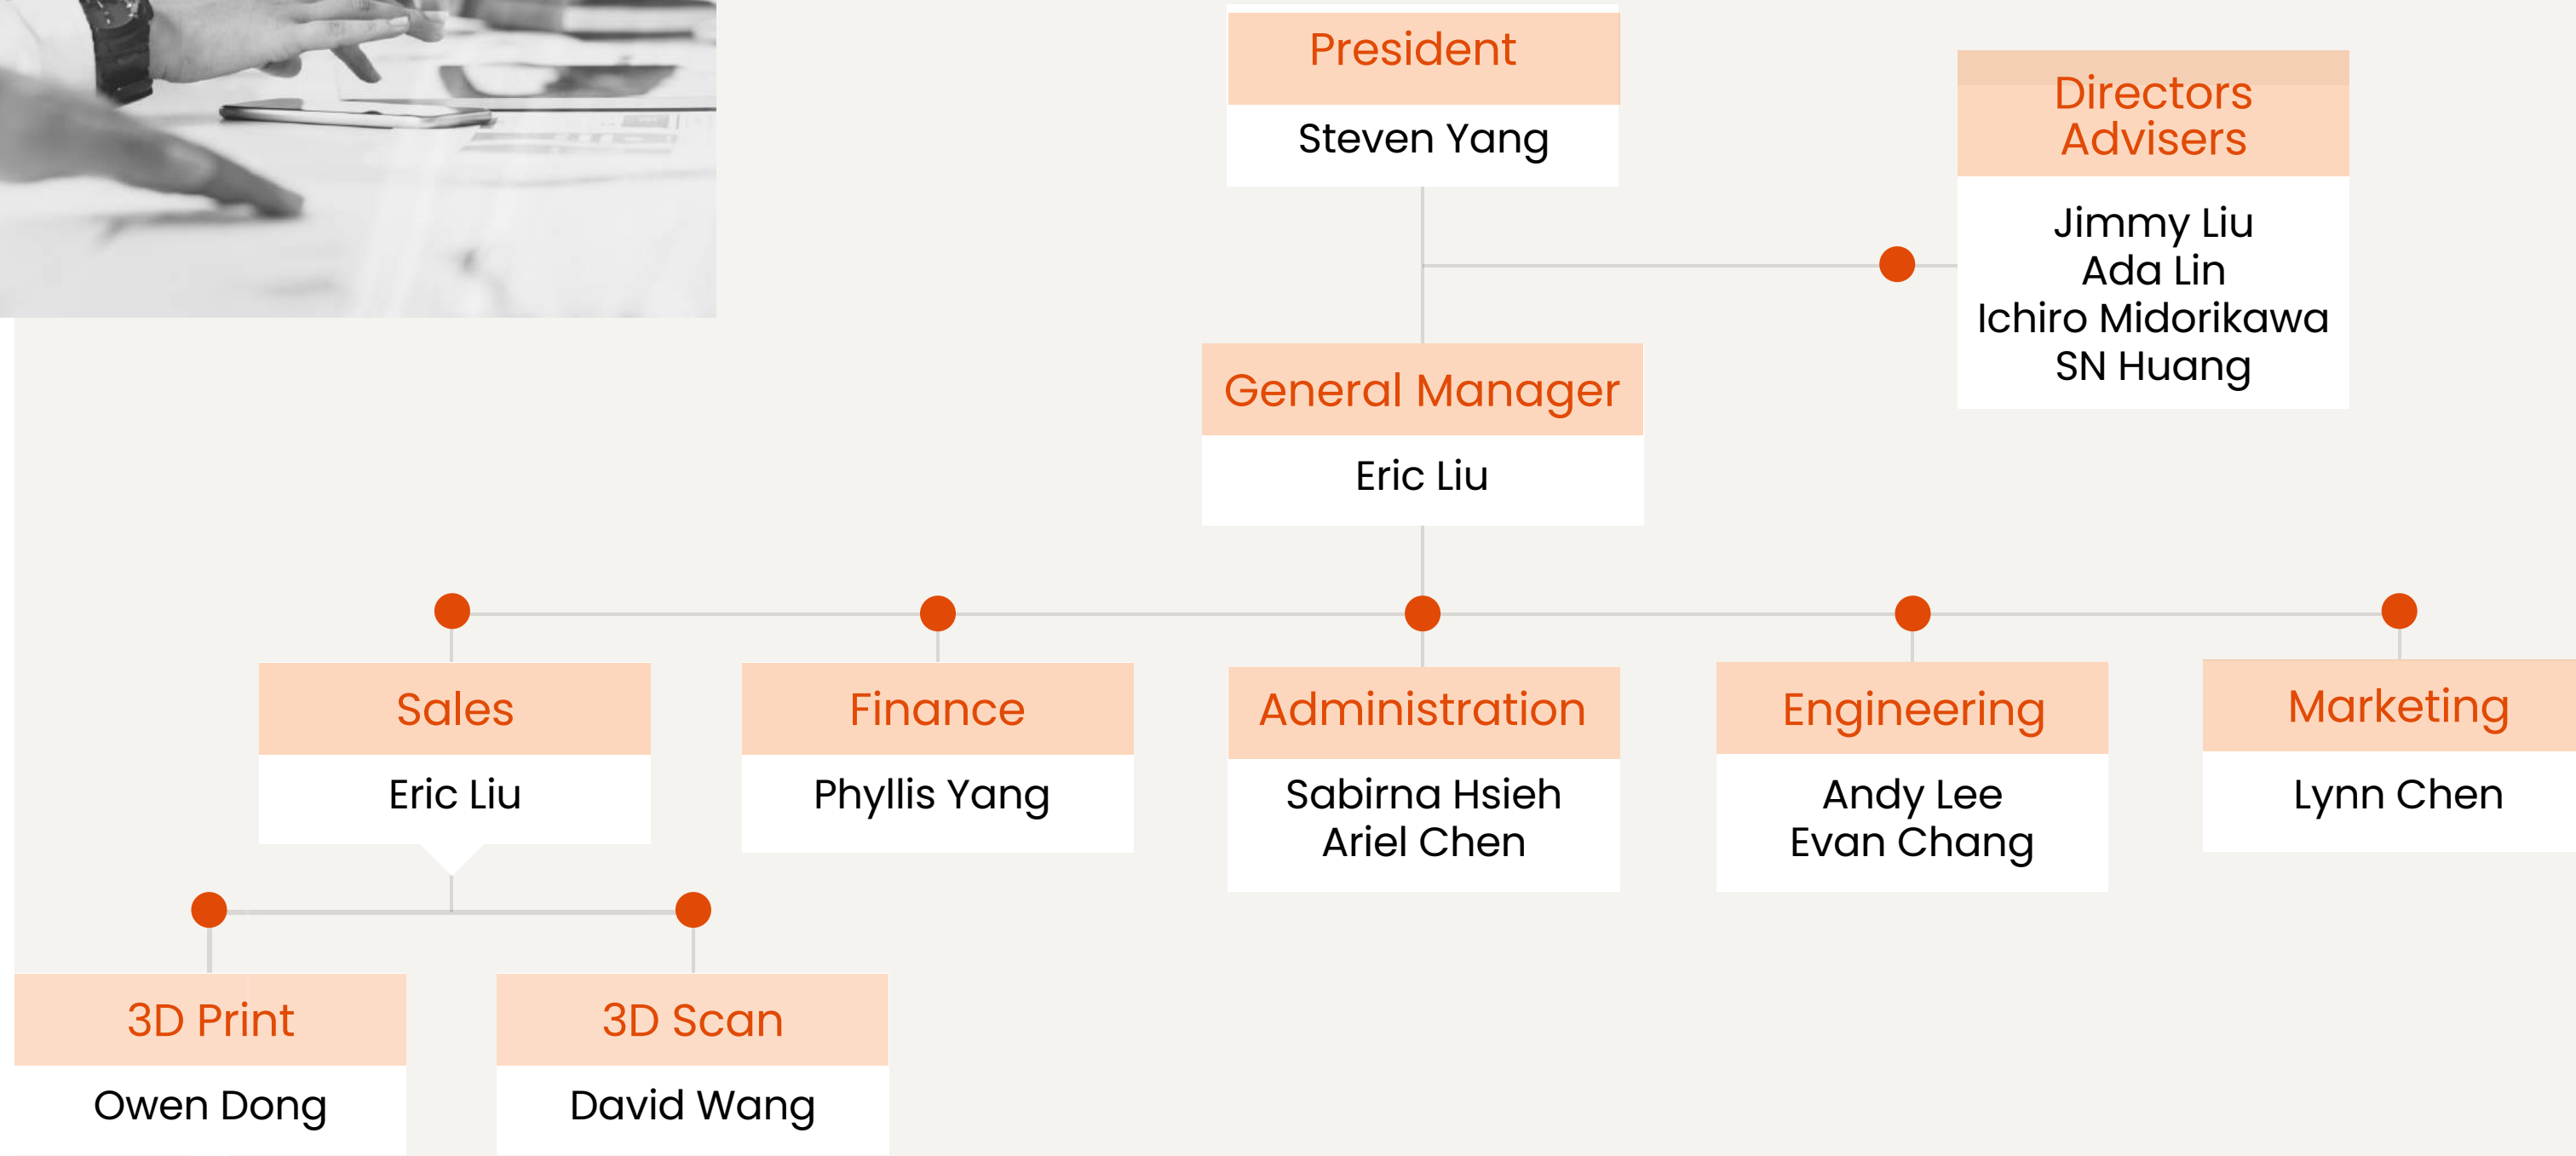 President
Steven Yang
Directors
Advisers
Jimmy Liu
Ada Lin
Ichiro Midorikawa
SN Huang
General Manager
Eric Liu
Sales
Eric Liu
Finance
Phyllis Yang
Administration
Sabirna Hsieh
Ariel Chen
Engineering
Andy Lee
Evan Chang
Marketing
Lynn Chen
3D Print
Owen Dong
3D Scan
David Wang